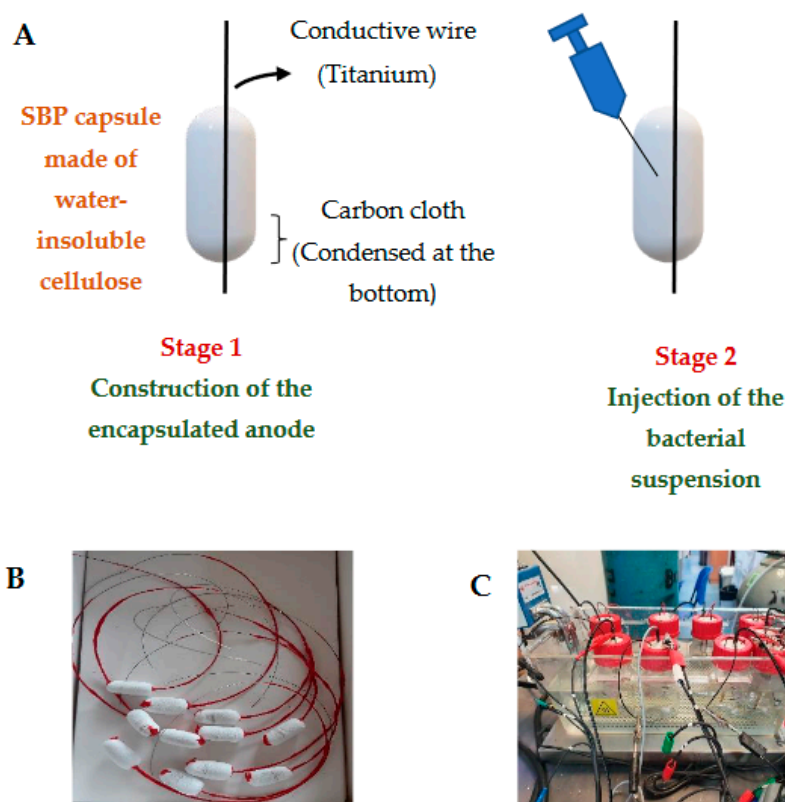 A
Conductive wire
(Titanium)
SBP capsule
made of
water-
insoluble
cellulose
Carbon cloth
(Condensed at the
bottom)
Stage 1
Construction of the
encapsulated anode
Stage 2
Injection of the
bacterial
suspension
B
C